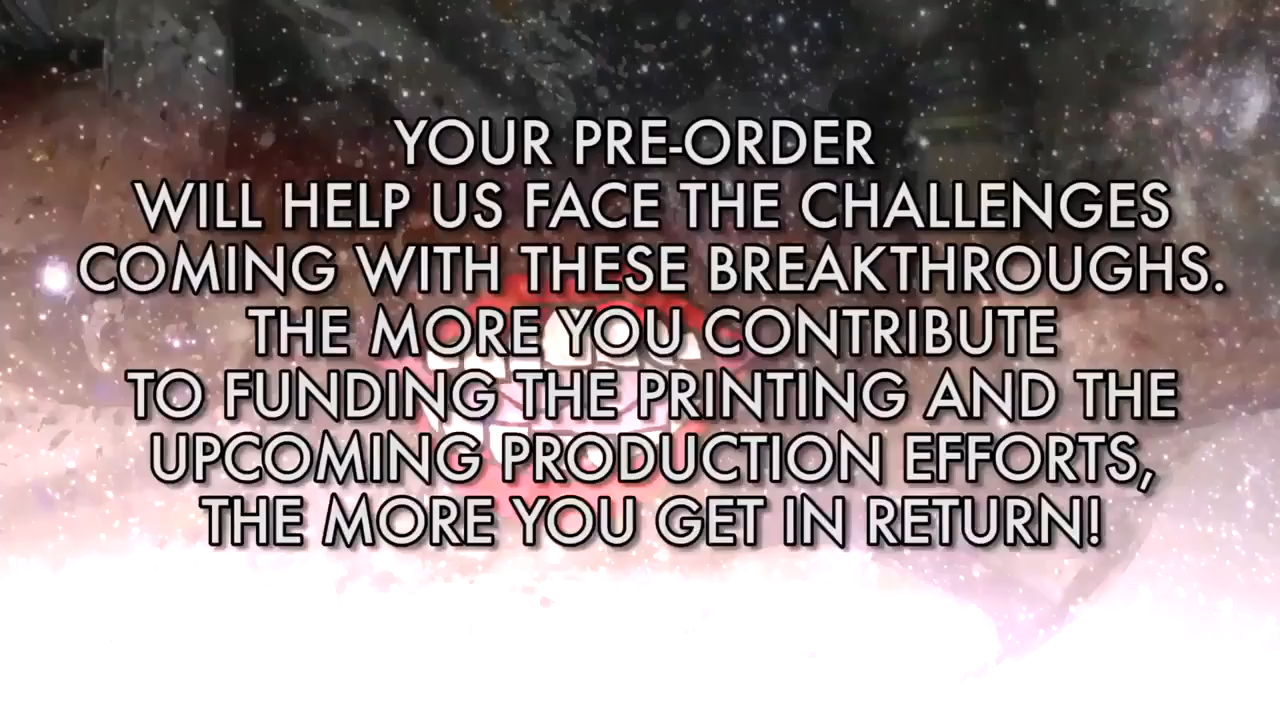 YOUR PRE-ORDER
WILL HELP US FACE THE CHALLENGES
COMING WITH THESE BREAKTHROUGHS.
THE MORE YOU CONTRIBUTE
TO FUNDING THE PRINTING AND THE
UPCOMING PRODUCTION EFFORTS,
THE MORE YOU GET IN RETURN!